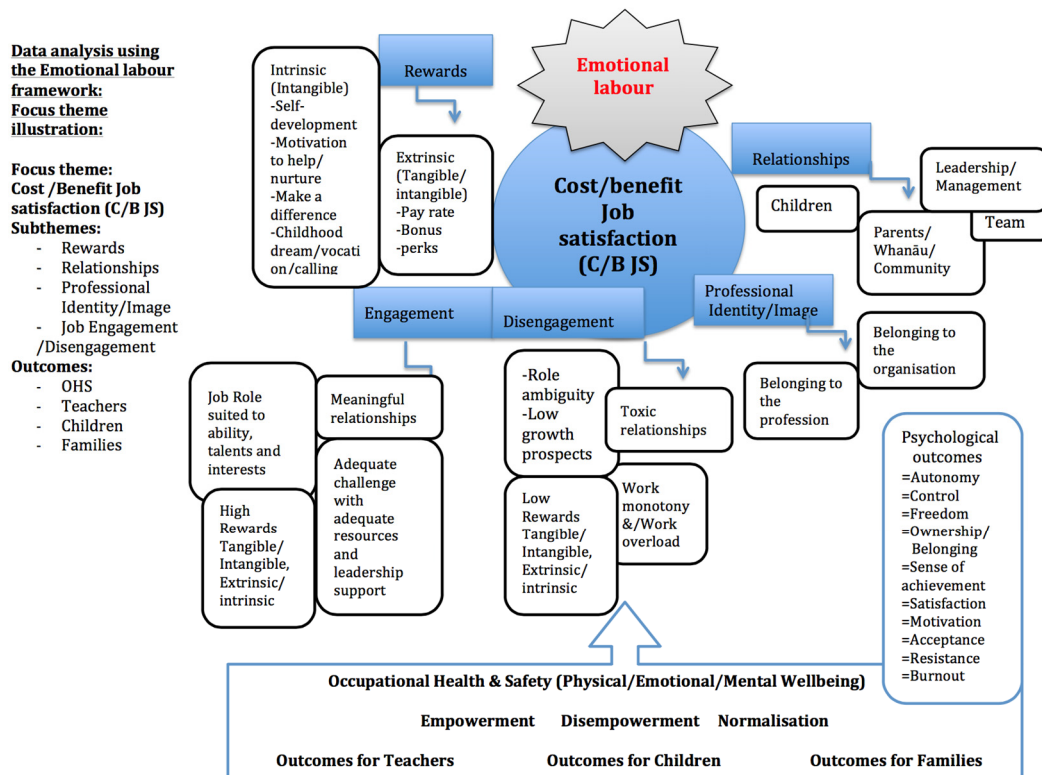 Data analysis using
the Emotional labour
framework:
Focus theme
illustration:
Focus theme:
Cost /Benefit Job
satisfaction (C/B JS)
Subthemes:
- Rewards
- Relationships
- Professional
Identity/Image
- Job Engagement
/Disengagement
Outcomes:
- OHS
- Teachers
- Children
- Families
Intrinsic
(Intangible)
-Self-
development
-Motivation
to help/
nurture
-Make a
difference
-Childhood
dream/vocati
on/calling
Rewards
Extrinsic
(Tangible/
intangible)
-Pay rate
-Bonus
-perks
Emotional
labour
Cost/benefit
Job
satisfaction
(C/B JS)
Relationships
Leadership/
Management
Children
Team
Parents/
Whanāu/
Community
Engagement
Disengagement
Professional
Identity/Image
Belonging to
the
organisation
Belonging to
the
profession
Job Role
suited to
ability,
talents and
interests
Meaningful
relationships
High
Rewards
Tangible/
Intangible,
Extrinsic/
intrinsic
Adequate
challenge
with
adequate
resources
and
leadership
support
-Role
ambiguity
-Low
growth
prospects
Toxic
relationships
Low
Rewards
Tangible/
Intangible,
Extrinsic/
intrinsic
Work
monotony
&/Work
overload
Psychological
outcomes
=Autonomy
=Control
=Freedom
=Ownership/
Belonging
=Sense of
achievement
=Satisfaction
=Motivation
=Acceptance
=Resistance
=Burnout
Occupational Health & Safety (Physical/Emotional/Mental Wellbeing)
Empowerment Disempowerment Normalisation
Outcomes for Teachers Outcomes for Children Outcomes for Families